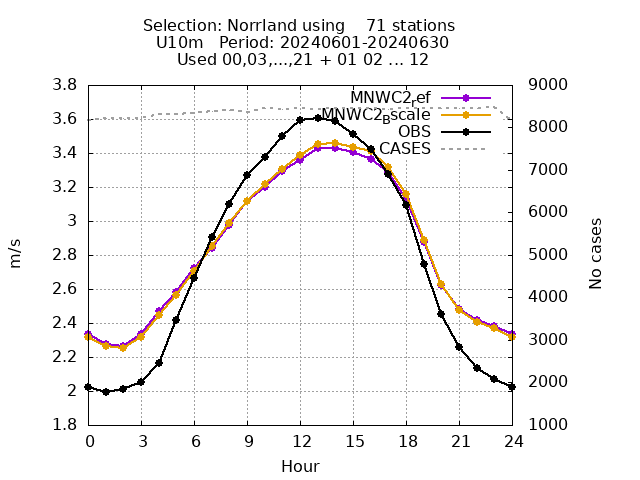 Selection: Norrland using    71 stations
U10m   Period: 20240601-20240630
Used 00,03,...,21 + 01 02 ... 12
3.8
3.6
3.4
3.2
3
2.8
2.6
2.4
2.2
2
1.8
m/s
MNWC2ref
MNWC2Bscale
OBS
CASES
9000
8000
7000
6000
5000
4000
3000
2000
1000
No cases
0 3 6 9 12 15 18 21 24
Hour